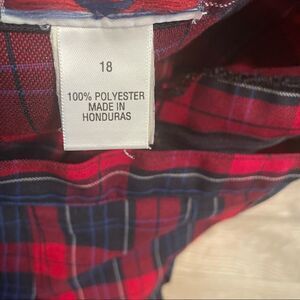 18
100% POLYESTER
MADE IN
HONDURAS